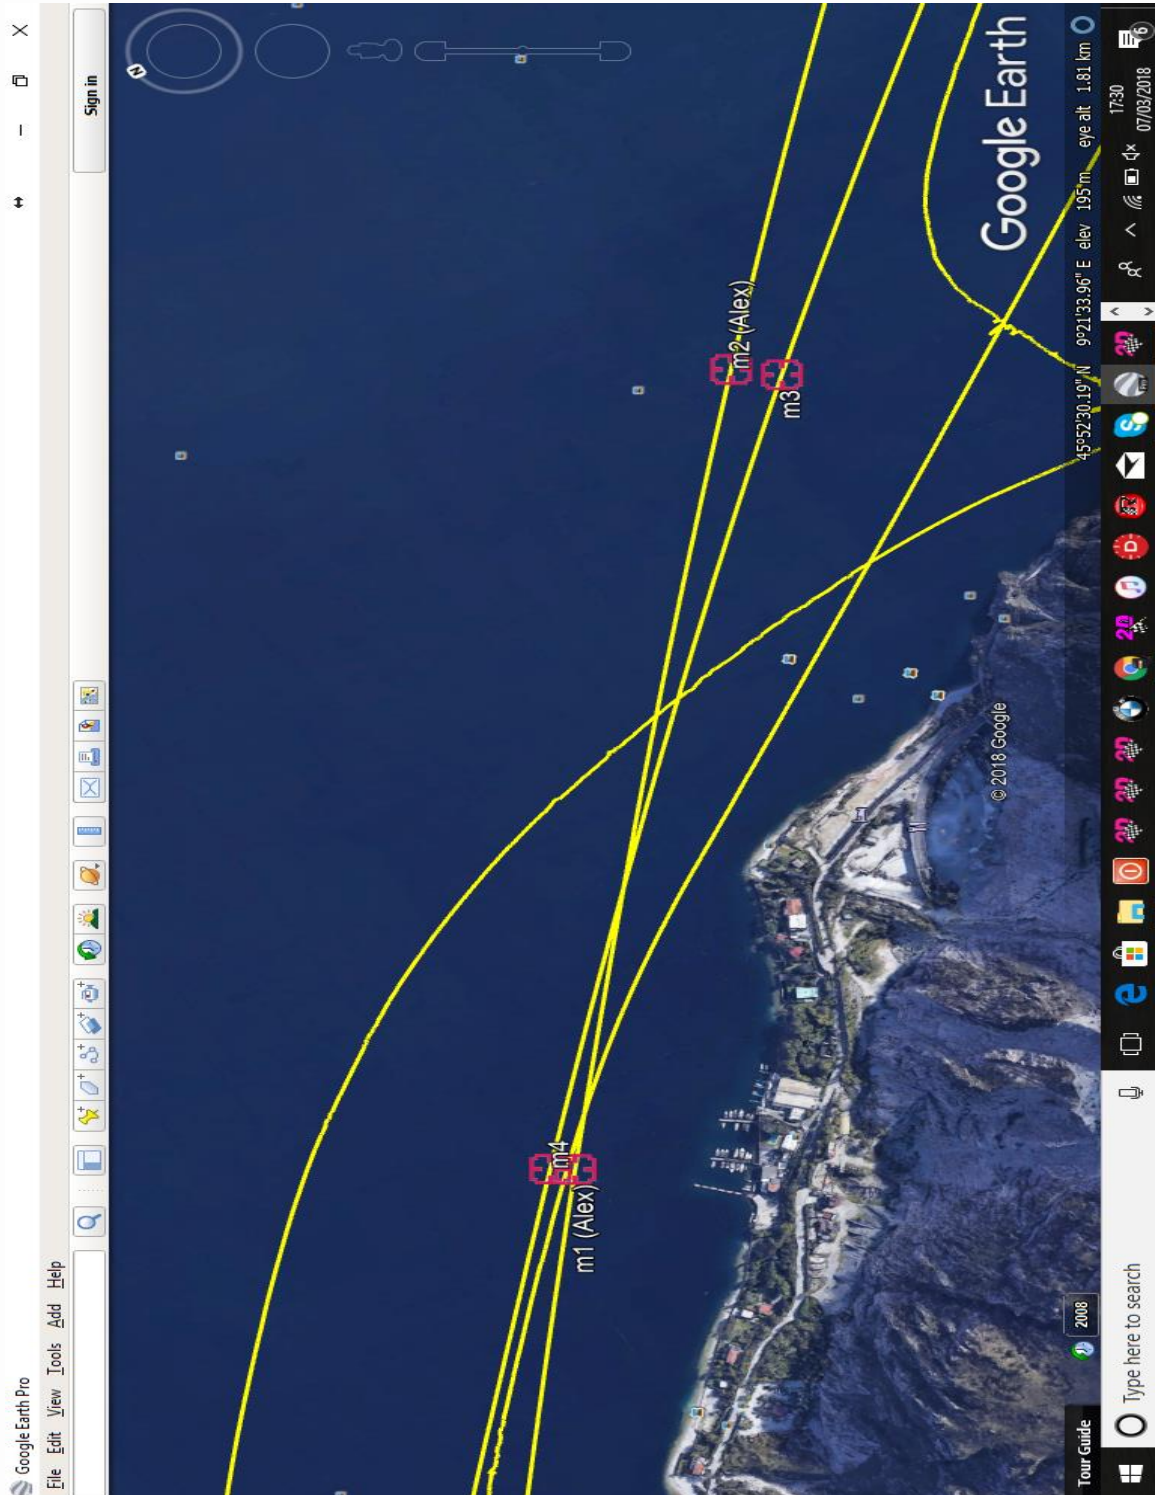 Google Earth Pro
File Edit View Tools Add Help
Sign in
N
m4
m1 (Alex)
m2 (Alex)
m3
© 2018 Google
Google Earth
Tour Guide
2008
45°52'30.19" N 9°21'33.96" E elev 195 m eye alt 1.81 km
Type here to search
17:30
07/03/2018
6